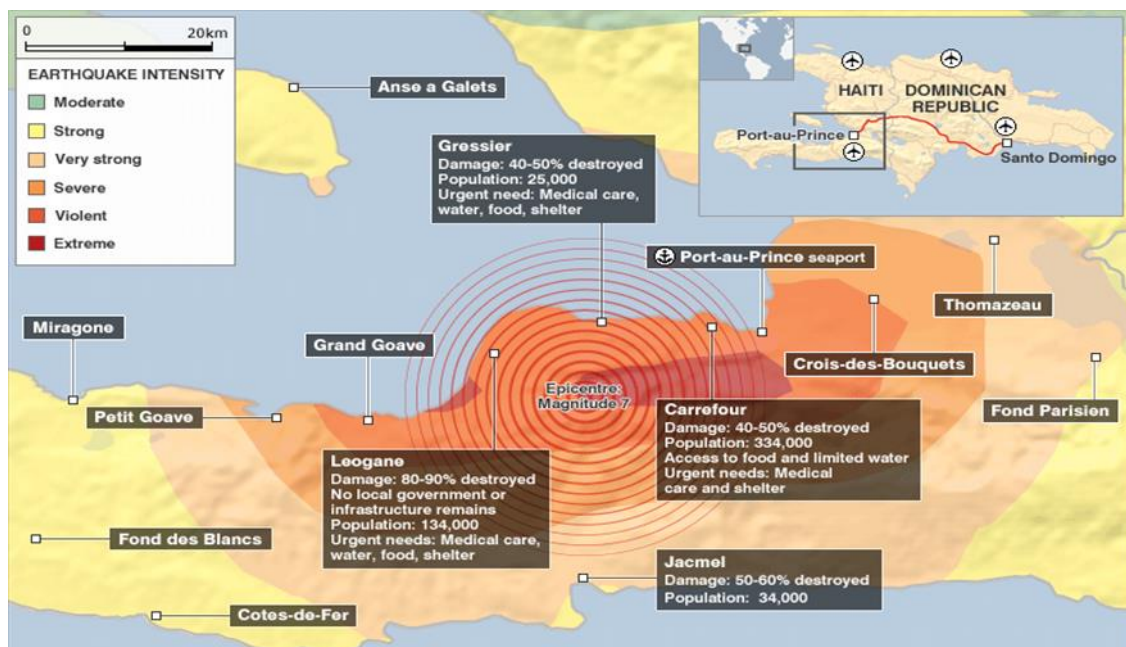 0 20km
EARTHQUAKE INTENSITY
Moderate
Strong
Very strong
Severe
Violent
Extreme
HAITI
DOMINICAN
REPUBLIC
Port-au-Prince
Santo Domingo
Anse a Galets
Gressier
Damage: 40-50% destroyed
Population: 25,000
Urgent need: Medical care,
water, food, shelter
Port-au-Prince seaport
Thomazeau
Miragone
Grand Goave
Crois-des-Bouquets
Petit Goave
Epicentre:
Magnitude 7
Fond Parisien
Carrefour
Damage: 40-50% destroyed
Population: 334,000
Access to food and limited water
Urgent needs: Medical
care and shelter
Leogane
Damage: 80-90% destroyed
No local government or
infrastructure remains
Population: 134,000
Urgent needs: Medical care,
water, food, shelter
Fond des Blancs
Jacmel
Damage: 50-60% destroyed
Population: 34,000
Cotes-de-Fer